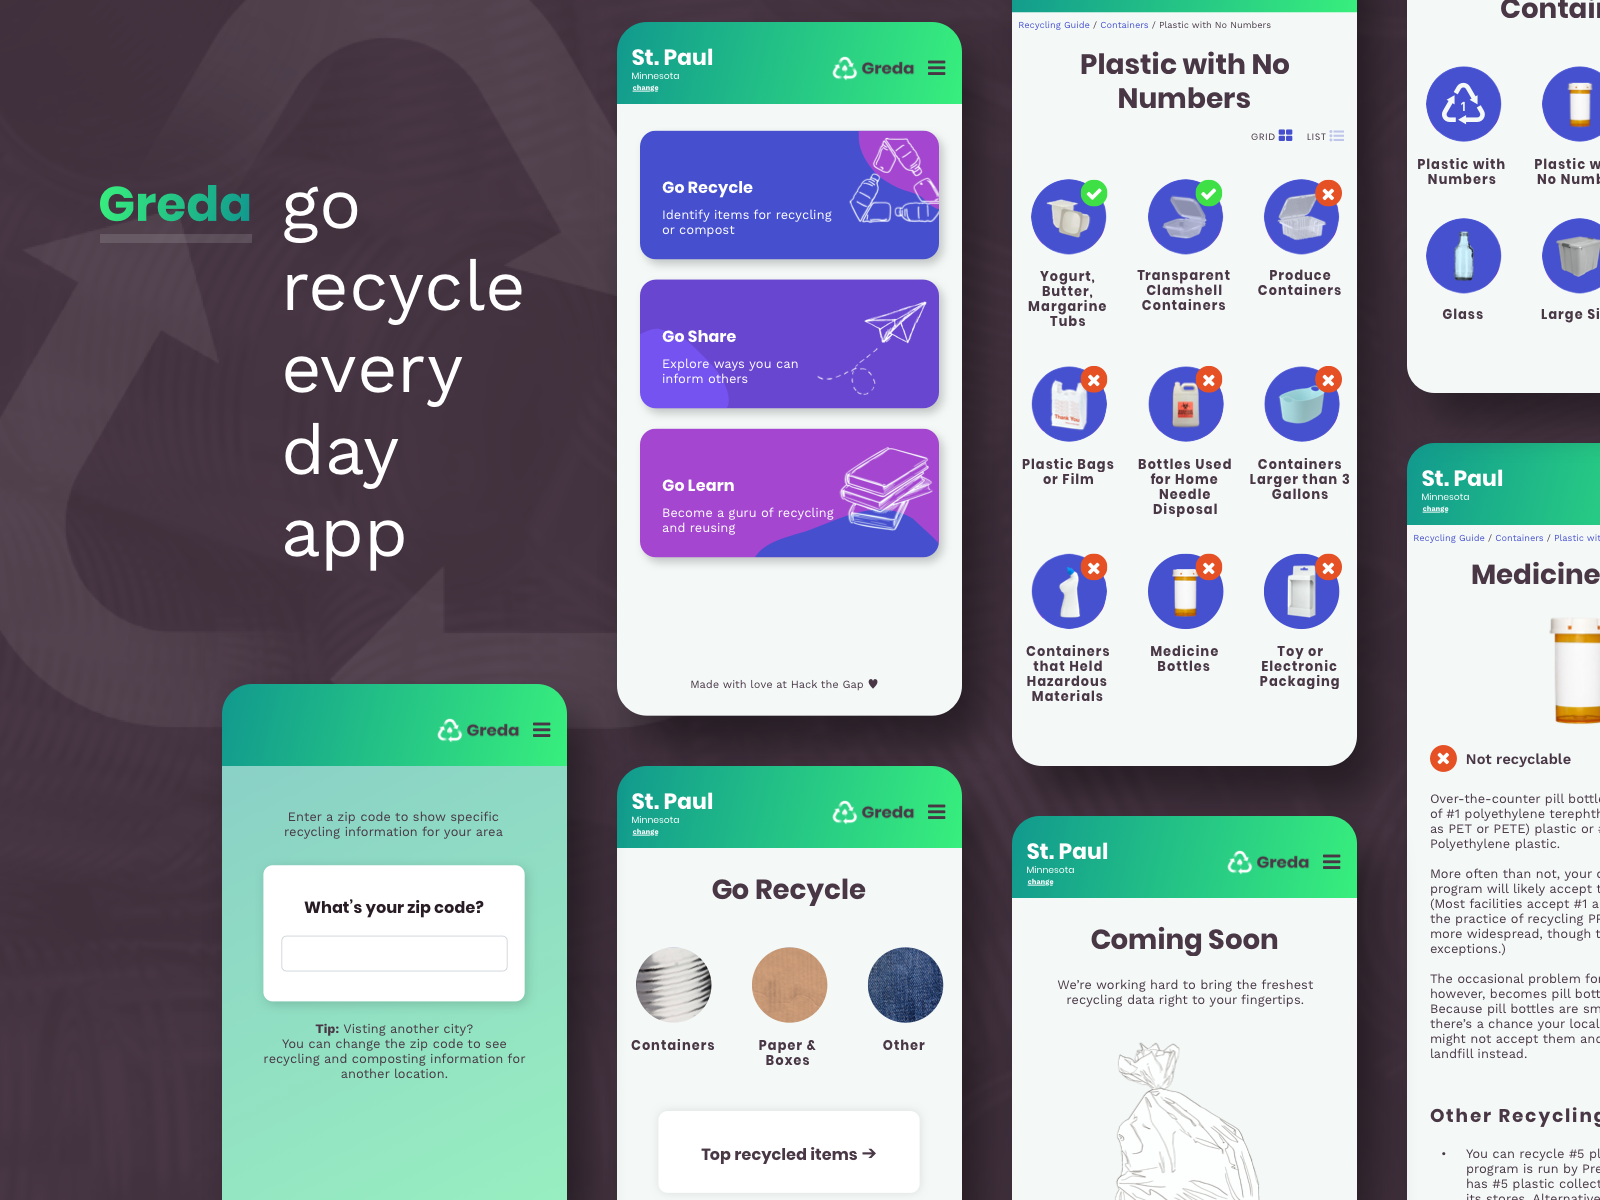 Greda
go
recycle
every
day
app
Greda
Enter a zip code to show specific
recycling information for your area
What's your zip code?
Tip: Visting another city?
You can change the zip code to see
recycling and composting information for
another location.
St. Paul
Minnesota
change
Greda
Go Recycle
Identify items for recycling
or compost
Go Share
Explore ways you can
inform others
Go Learn
Become a guru of recycling
and reusing
Made with love at Hack the Gap
St. Paul
Minnesota
change
Greda
Go Recycle
Containers
Paper &
Boxes
Other
Top recycled items →
Recycling Guide / Containers / Plastic with No Numbers
Plastic with No
Numbers
GRID
LIST
Yogurt,
Butter,
Margarine
Tubs
Transparent
Clamshell
Containers
Produce
Containers
Thank You
Plastic Bags
or Film
Bottles Used
for Home
Needle
Disposal
Containers
Larger than 3
Gallons
Containers
that Held
Hazardous
Materials
Medicine
Bottles
Toy or
Electronic
Packaging
St. Paul
Minnesota
change
Greda
Coming Soon
We're working hard to bring the freshest
recycling data right to your fingertips.
Contai
1
Plastic with
Numbers
Plastic w
No Numb
Glass
Large Si
St. Paul
Minnesota
change
Recycling Guide / Containers / Plastic wit
Medicine
Not recyclable
Over-the-counter pill bottle
of #1 polyethylene terephth
as PET or PETE) plastic or
Polyethylene plastic.
More often than not, your
program will likely accept t
(Most facilities accept #1 a
the practice of recycling PP
more widespread, though t
exceptions.)
The occasional problem for
however, becomes pill bott
Because pill bottles are sm
there's a chance your local
might not accept them and
landfill instead.
Other Recycling
• You can recycle #5 pl
program is run by Pre
has #5 plastic collect
its stores. Alternative